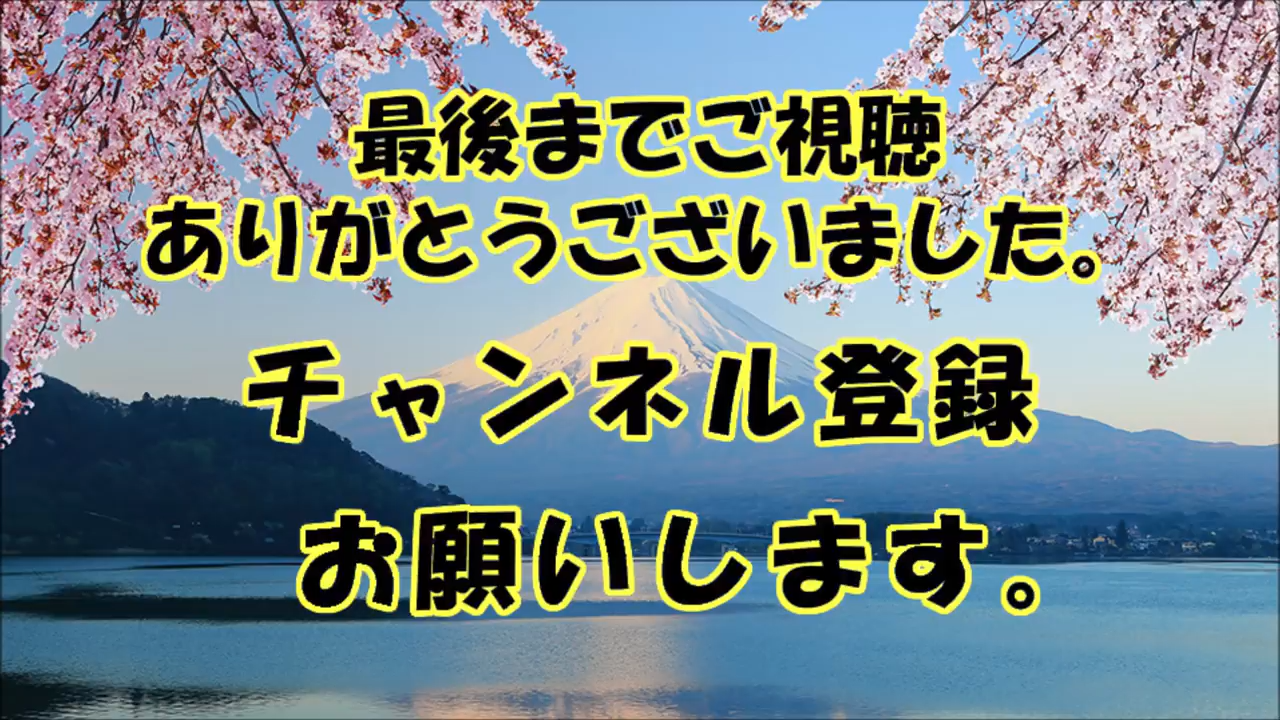 最後までご視聴
ありがとうございました。
チャンネル登録
お願いします。